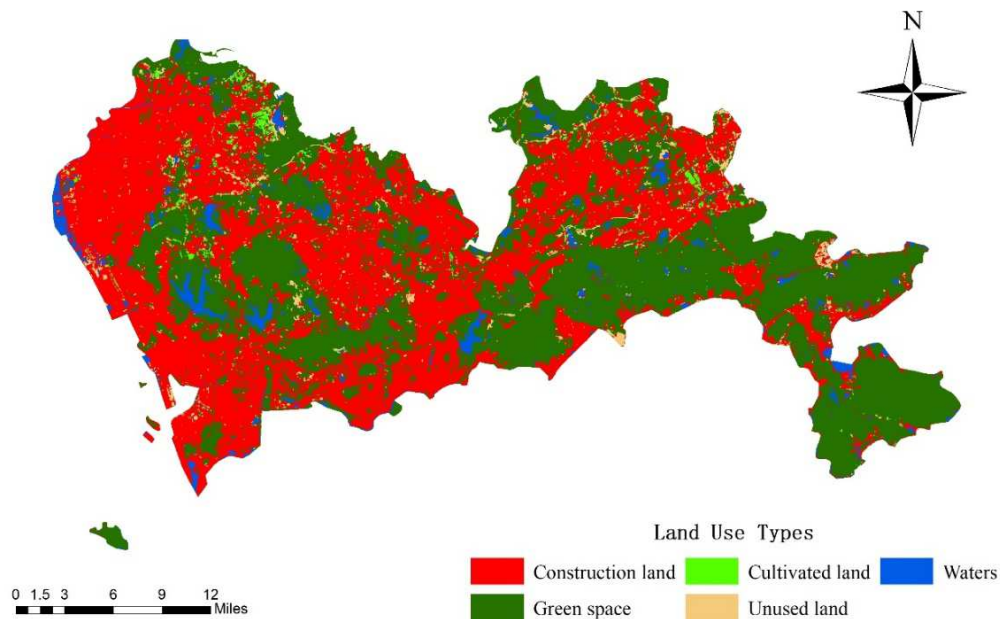 N
Land Use Types
Construction land Cultivated land Waters
Green space Unused land
0 1.5 3 6 9 12
Miles